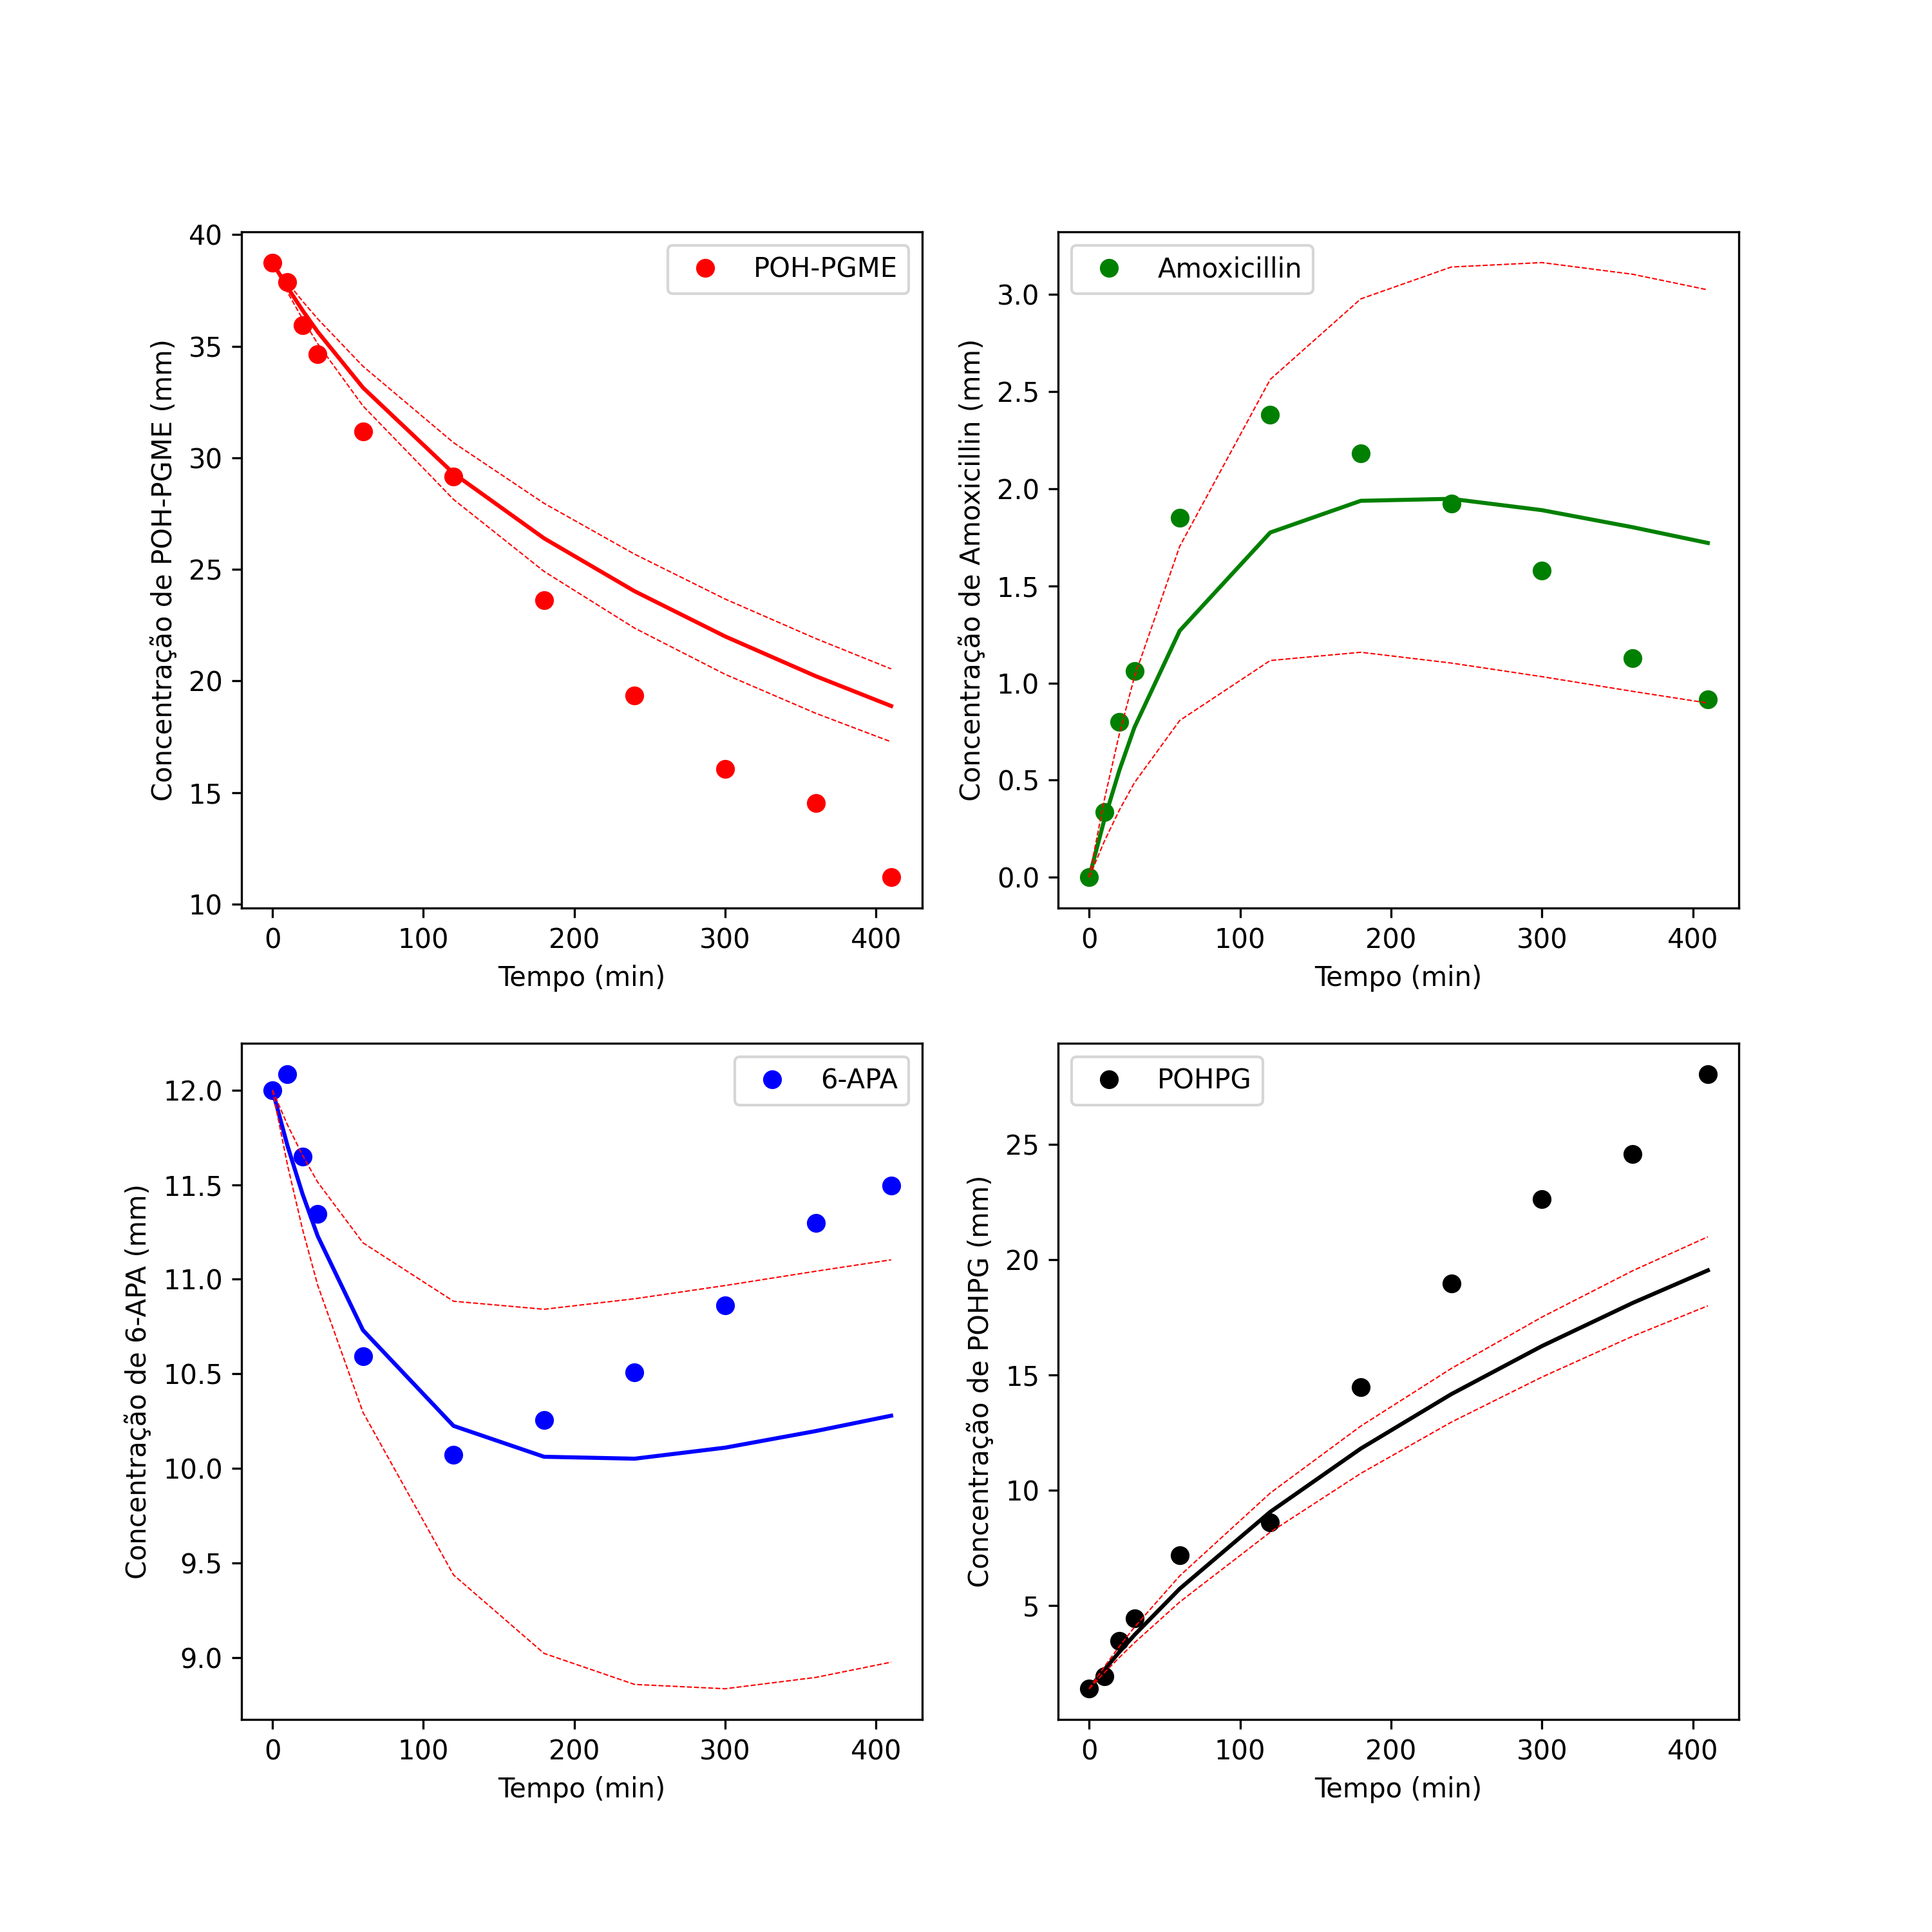 POH-PGME
40
35
30
25
20
15
10
Concentração de POH-PGME (mm)
0 100 200 300 400
Tempo (min)
Amoxicillin
3.0
2.5
2.0
1.5
1.0
0.5
0.0
Concentração de Amoxicillin (mm)
0 100 200 300 400
Tempo (min)
6-APA
12.0
11.5
11.0
10.5
10.0
9.5
9.0
Concentração de 6-APA (mm)
0 100 200 300 400
Tempo (min)
POHPG
25
20
15
10
5
Concentração de POHPG (mm)
0 100 200 300 400
Tempo (min)